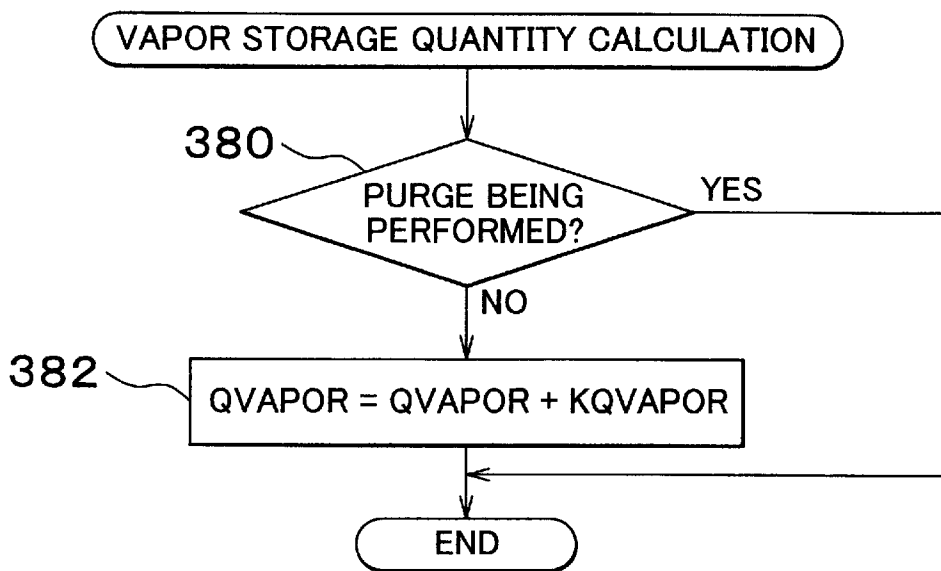 VAPOR STORAGE QUANTITY CALCULATION
380
PURGE BEING
PERFORMED?
YES
NO
382
QVAPOR = QVAPOR + KQVAPOR
END